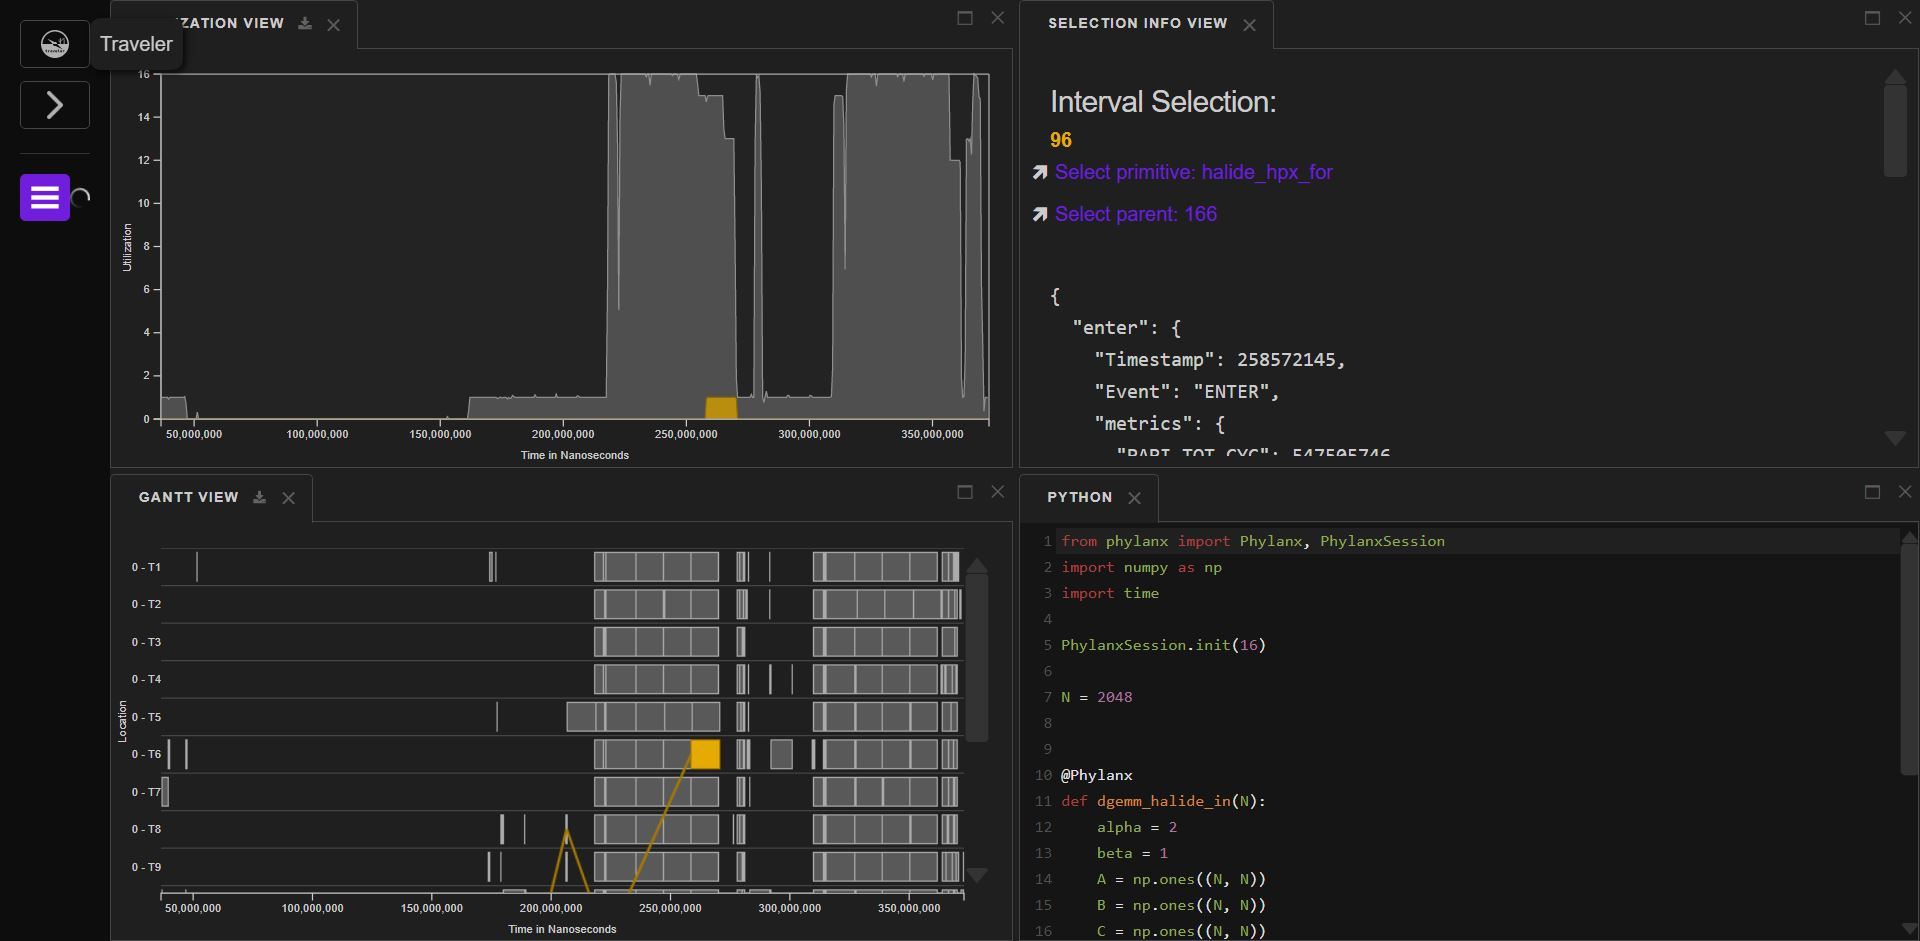 Traveler
IZATION VIEW
16
14
12
10
8
6
4
2
0
Utilization
50,000,000 100,000,000 150,000,000 200,000,000 250,000,000 300,000,000 350,000,000
Time in Nanoseconds
SELECTION INFO VIEW
Interval Selection:
96
Select primitive: halide_hpx_for
Select parent: 166
{
"enter": {
"Timestamp": 258572145,
"Event": "ENTER",
"metrics": {
"PAPI_TOT_CYC": 547505746
GANTT VIEW
0 - T1
0 - T2
0 - T3
0 - T4
0 - T5
0 - T6
0 - T7
0 - T8
0 - T9
Location
50,000,000 100,000,000 150,000,000 200,000,000 250,000,000 300,000,000 350,000,000
Time in Nanoseconds
PYTHON
1 from phylanx import Phylanx, PhylanxSession
2 import numpy as np
3 import time
4
5 PhylanxSession.init(16)
6
7 N = 2048
8
9
10 @Phylanx
11 def dgemm_halide_in(N):
12 alpha = 2
13 beta = 1
14 A = np.ones((N, N))
15 B = np.ones((N, N))
16 C = np.ones((N, N))